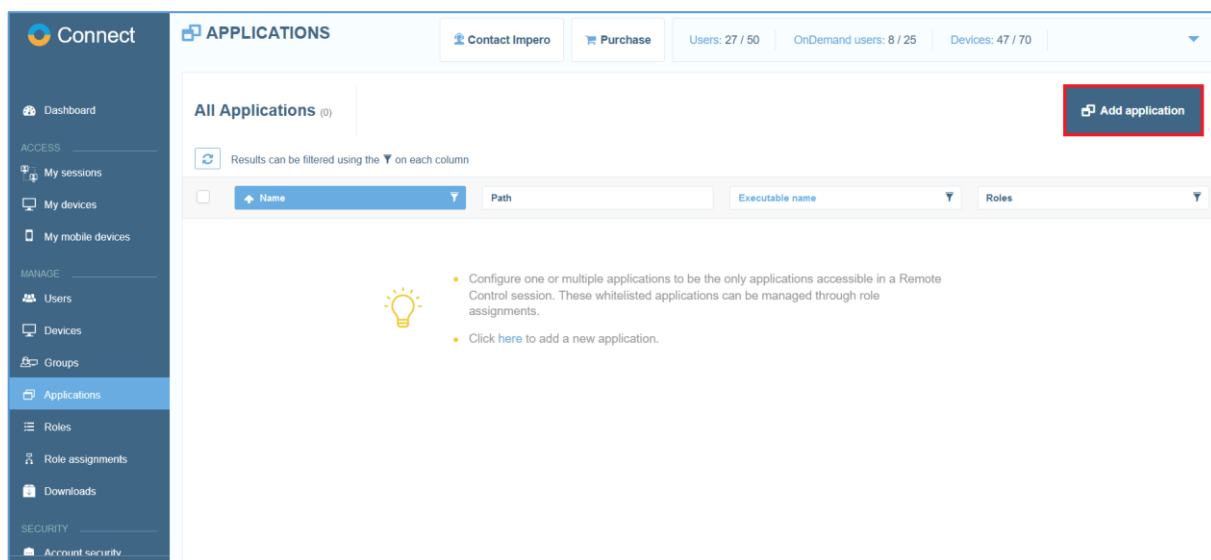 Connect
APPLICATIONS
Contact Impero
Purchase
Users: 27 / 50
OnDemand users: 8 / 25
Devices: 47 / 70
Dashboard
ACCESS
My sessions
My devices
My mobile devices
MANAGE
Users
Devices
Groups
Applications
Roles
Role assignments
Downloads
SECURITY
Account security
All Applications (0)
Add application
Results can be filtered using the on each column
Name
Path
Executable name
Roles
Configure one or multiple applications to be the only applications accessible in a Remote
Control session. These whitelisted applications can be managed through role
assignments.
Click here to add a new application.